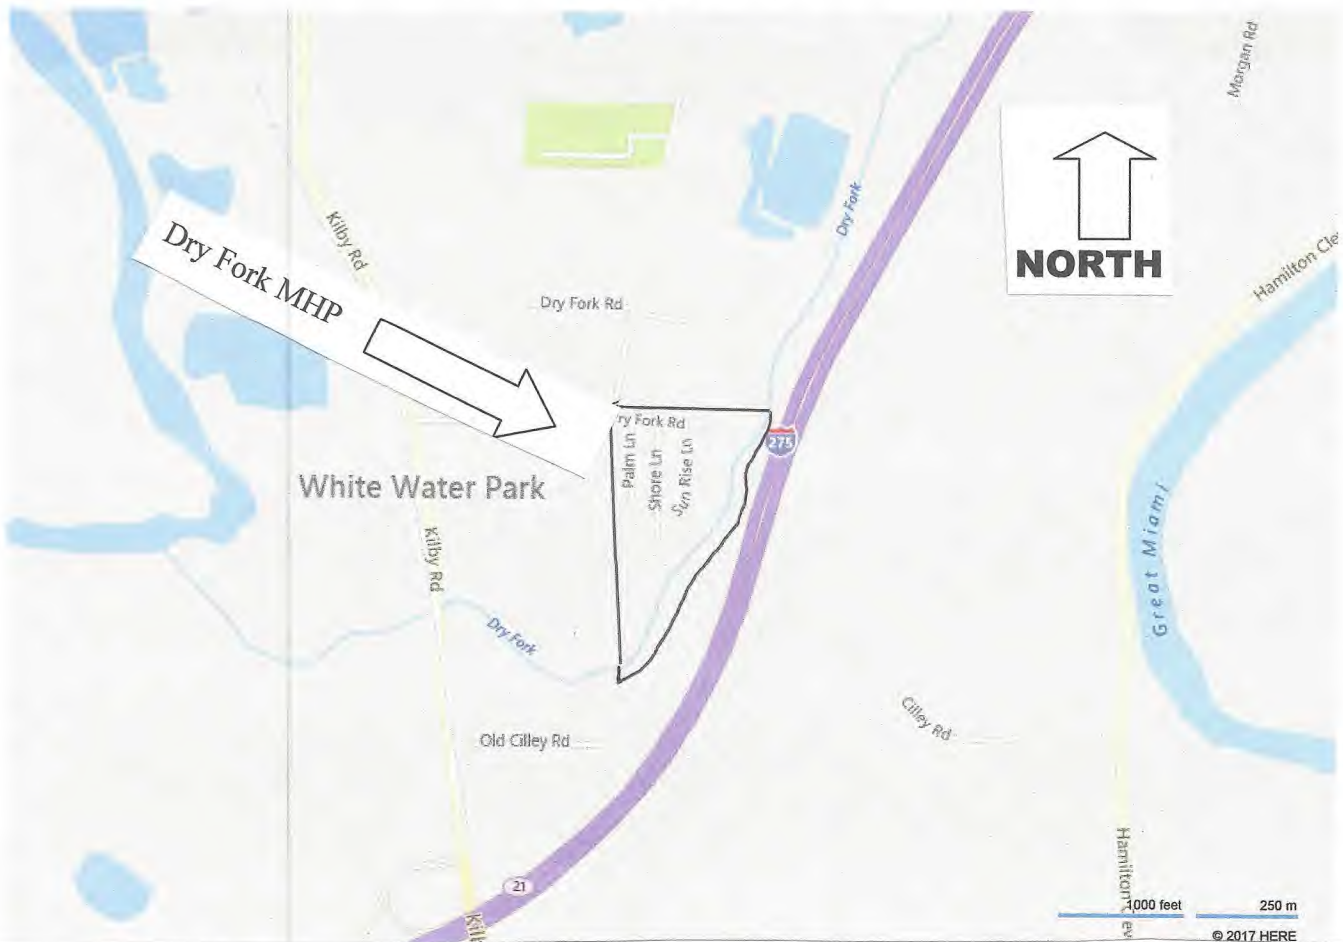 Morgan Rd
Kilby Rd
Dry Fork
Dry Fork MHP
NORTH
Hamilton Cle
Dry Fork Rd
ry Fork Rd
275
Palm Ln
Shore Ln
Sun Rise Ln
White Water Park
Kilby Rd
Great Miami
Dry Fork
Cilley Rd
Old Cilley Rd
21
Hamilton Clev
Kilb
1000 feet
250 m
© 2017 HERE